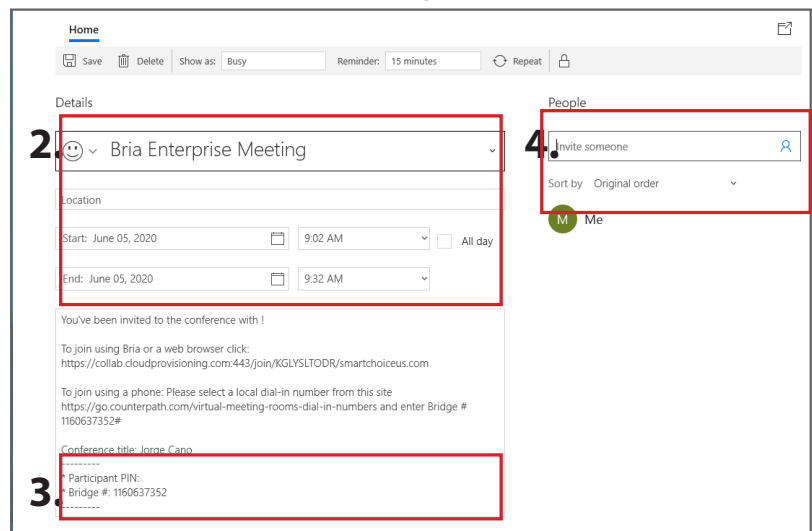 Home
Save Delete Show as: Busy Reminder: 15 minutes Repeat
Details
People
2.
Bria Enterprise Meeting
4.
Invite someone
Location
Sort by Original order
Start: June 05, 2020 9:02 AM All day
M Me
End: June 05, 2020 9:32 AM
You've been invited to the conference with !
To join using Bria or a web browser click:
https://collab.cloudprovisioning.com:443/join/KGLYSLTODR/smartchoiceus.com
To join using a phone: Please select a local dial-in number from this site
https://go.counterpath.com/virtual-meeting-rooms-dial-in-numbers and enter Bridge #
1160637352#
Conference title: Jorge Cano
---------
* Participant PIN:
3.
* Bridge #: 1160637352
---------